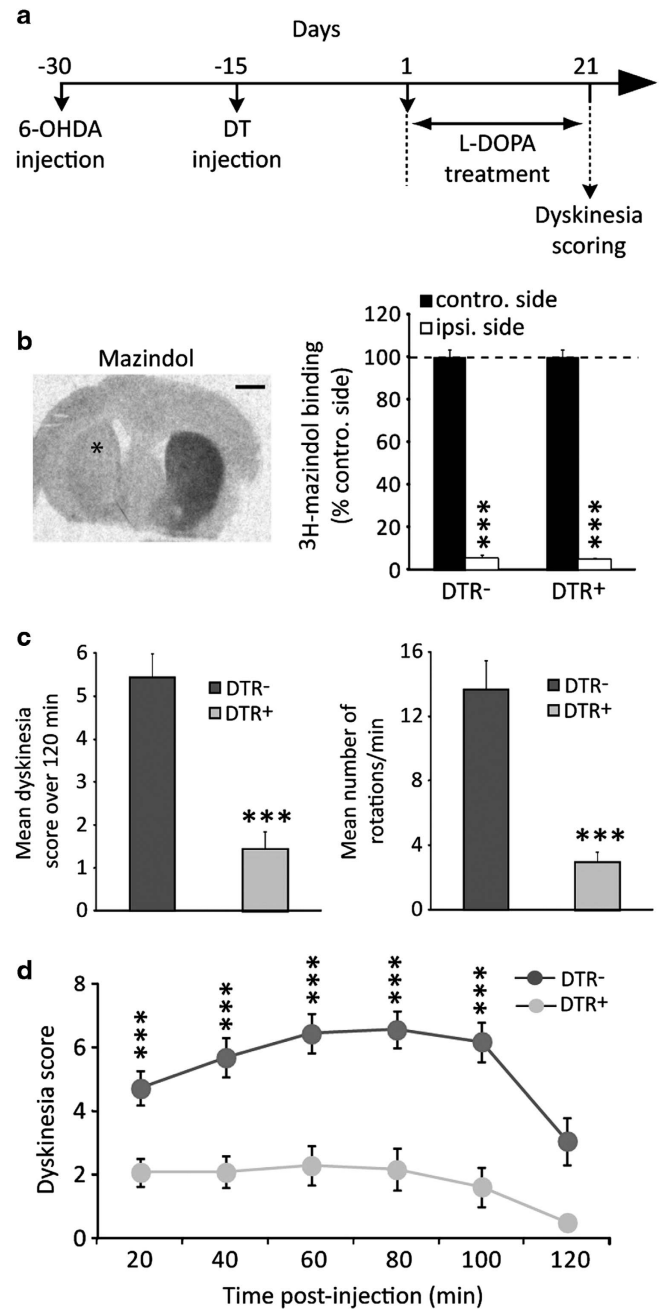 a
Days
-30 -15 1 21
6-OHDA injection
DT injection
L-DOPA treatment
Dyskinesia scoring
b
Mazindol
*
3H-mazindol binding (% contro. side)
contro. side
ipsi. side
120
100
80
60
40
20
0
***
***
DTR-
DTR+
c
Mean dyskinesia score over 120 min
6
5
4
3
2
1
0
DTR-
DTR+
***
Mean number of rotations/min
16
12
8
4
0
DTR-
DTR+
***
d
Dyskinesia score
8
6
4
2
0
*** *** *** *** ***
DTR-
DTR+
20 40 60 80 100 120
Time post-injection (min)